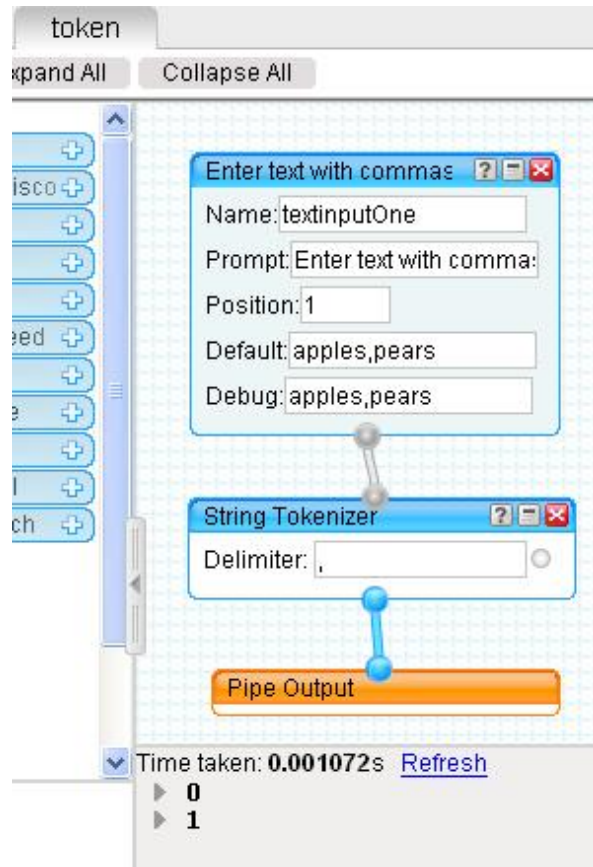 token
xpand All
Collapse All
isco
eed
e
l
ch
Enter text with commas
Name: textinputOne
Prompt: Enter text with comma
Position: 1
Default: apples,pears
Debug: apples,pears
String Tokenizer
Delimiter: ,
Pipe Output
Time taken: 0.001072s Refresh
0
1